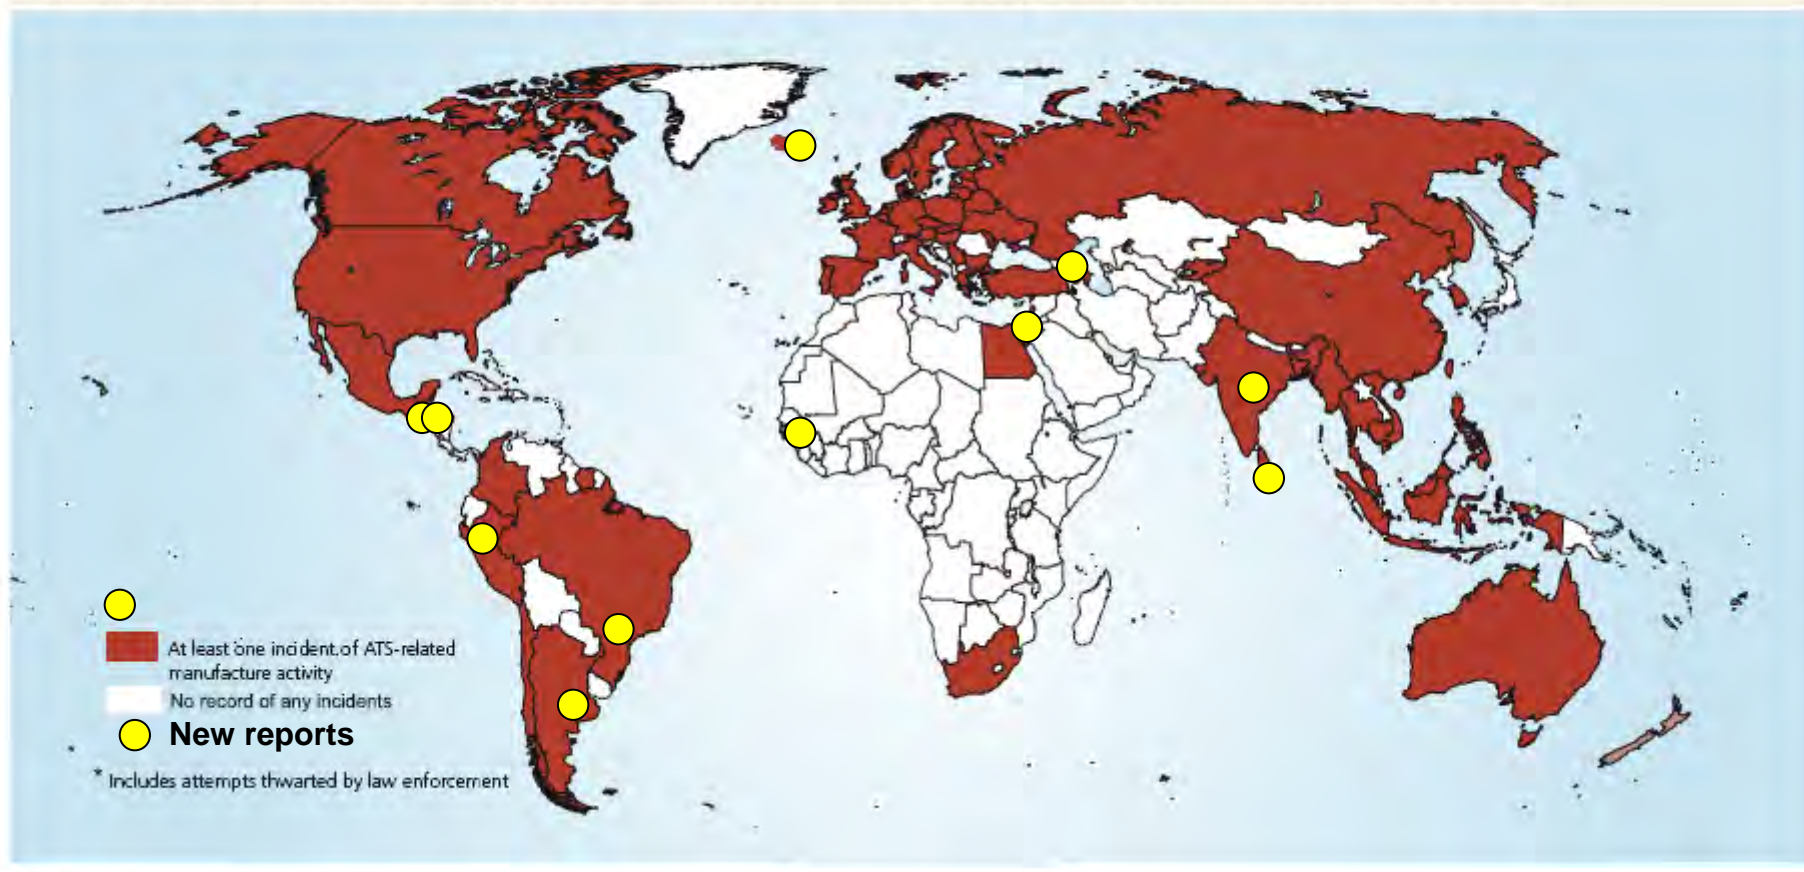 At least one incident of ATS-related
manufacture activity
No record of any incidents
New reports
* Includes attempts thwarted by law enforcement